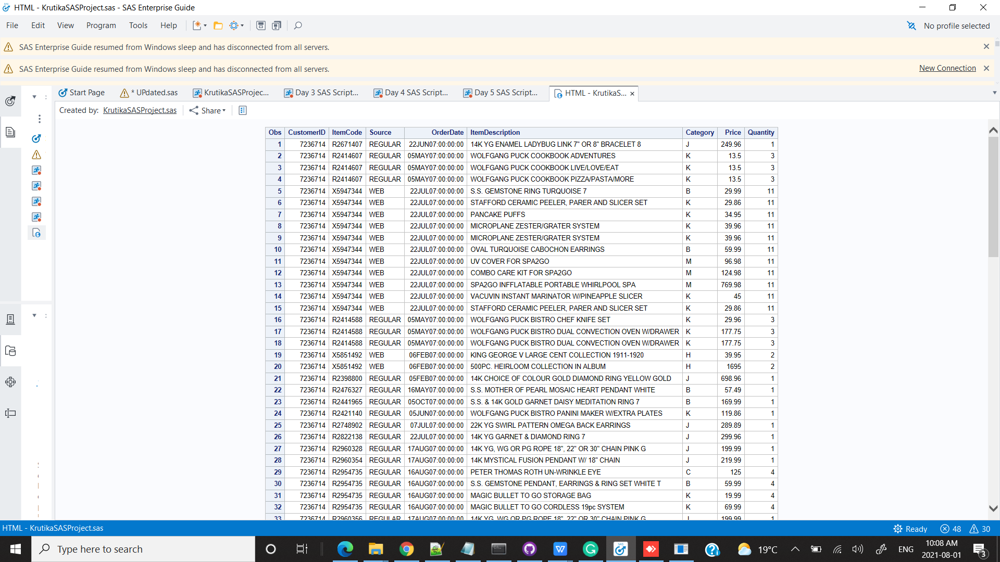 HTML - KrutikaSASProject.sas - SAS Enterprise Guide
File Edit View Program Tools Help No profile selected
SAS Enterprise Guide resumed from Windows sleep and has disconnected from all servers.
SAS Enterprise Guide resumed from Windows sleep and has disconnected from all servers. New Connection
Start Page * UPdated.sas KrutikaSASProjec... Day 3 SAS Script... Day 4 SAS Script... Day 5 SAS Script... HTML - KrutikaS...
Created by: KrutikaSASProject.sas Share
Obs CustomerID ItemCode Source OrderDate ItemDescription Category Price Quantity
1 7236714 R2671407 REGULAR 22JUN07:00:00:00 14K YG ENAMEL LADYBUG LINK 7" OR 8" BRACELET 8 J 249.96 1
2 7236714 R2414607 REGULAR 05MAY07:00:00:00 WOLFGANG PUCK COOKBOOK ADVENTURES K 13.5 3
3 7236714 R2414607 REGULAR 05MAY07:00:00:00 WOLFGANG PUCK COOKBOOK LIVE/LOVE/EAT K 13.5 3
4 7236714 R2414607 REGULAR 05MAY07:00:00:00 WOLFGANG PUCK COOKBOOK PIZZA/PASTA/MORE K 13.5 3
5 7236714 X5947344 WEB 22JUL07:00:00:00 S.S. GEMSTONE RING TURQUOISE 7 B 29.99 11
6 7236714 X5947344 WEB 22JUL07:00:00:00 STAFFORD CERAMIC PEELER, PARER AND SLICER SET K 29.86 11
7 7236714 X5947344 WEB 22JUL07:00:00:00 PANCAKE PUFFS K 34.95 11
8 7236714 X5947344 WEB 22JUL07:00:00:00 MICROPLANE ZESTER/GRATER SYSTEM K 39.96 11
9 7236714 X5947344 WEB 22JUL07:00:00:00 MICROPLANE ZESTER/GRATER SYSTEM K 39.96 11
10 7236714 X5947344 WEB 22JUL07:00:00:00 OVAL TURQUOISE CABOCHON EARRINGS B 59.99 11
11 7236714 X5947344 WEB 22JUL07:00:00:00 UV COVER FOR SPA2GO M 96.98 11
12 7236714 X5947344 WEB 22JUL07:00:00:00 COMBO CARE KIT FOR SPA2GO M 124.98 11
13 7236714 X5947344 WEB 22JUL07:00:00:00 SPA2GO INFFLATABLE PORTABLE WHIRLPOOL SPA M 769.98 11
14 7236714 X5947344 WEB 22JUL07:00:00:00 VACUVIN INSTANT MARINATOR W/PINEAPPLE SLICER K 45 11
15 7236714 X5947344 WEB 22JUL07:00:00:00 STAFFORD CERAMIC PEELER, PARER AND SLICER SET K 29.86 11
16 7236714 R2414588 REGULAR 05MAY07:00:00:00 WOLFGANG PUCK BISTRO CHEF KNIFE SET K 29.96 3
17 7236714 R2414588 REGULAR 05MAY07:00:00:00 WOLFGANG PUCK BISTRO DUAL CONVECTION OVEN W/DRAWER K 177.75 3
18 7236714 R2414588 REGULAR 05MAY07:00:00:00 WOLFGANG PUCK BISTRO DUAL CONVECTION OVEN W/DRAWER K 177.75 3
19 7236714 X5851492 WEB 06FEB07:00:00:00 KING GEORGE V LARGE CENT COLLECTION 1911-1920 H 39.95 2
20 7236714 X5851492 WEB 06FEB07:00:00:00 500PC. HEIRLOOM COLLECTION IN ALBUM H 1695 2
21 7236714 R2398800 REGULAR 05FEB07:00:00:00 14K CHOICE OF COLOUR GOLD DIAMOND RING YELLOW GOLD J 698.96 1
22 7236714 R2476327 REGULAR 16MAY07:00:00:00 S.S. MOTHER OF PEARL MOSAIC HEART PENDANT WHITE B 57.49 1
23 7236714 R2441965 REGULAR 05OCT07:00:00:00 S.S. & 14K GOLD GARNET DAISY MEDITATION RING 7 B 169.99 1
24 7236714 R2421140 REGULAR 05JUN07:00:00:00 WOLFGANG PUCK BISTRO PANINI MAKER W/EXTRA PLATES K 119.86 1
25 7236714 R2748902 REGULAR 07JUL07:00:00:00 22K YG SWIRL PATTERN OMEGA BACK EARRINGS J 289.89 1
26 7236714 R2822138 REGULAR 22JUL07:00:00:00 14K YG GARNET & DIAMOND RING 7 J 299.96 1
27 7236714 R2960328 REGULAR 17AUG07:00:00:00 14K YG, WG OR PG ROPE 18", 22" OR 30" CHAIN PINK G J 199.99 1
28 7236714 R2960354 REGULAR 17AUG07:00:00:00 14K MYSTICAL FUSION PENDANT W/ 18" CHAIN J 219.99 1
29 7236714 R2954735 REGULAR 16AUG07:00:00:00 PETER THOMAS ROTH UN-WRINKLE EYE C 125 4
30 7236714 R2954735 REGULAR 16AUG07:00:00:00 S.S. GEMSTONE PENDANT, EARRINGS & RING SET WHITE T B 59.99 4
31 7236714 R2954735 REGULAR 16AUG07:00:00:00 MAGIC BULLET TO GO STORAGE BAG K 19.99 4
32 7236714 R2954735 REGULAR 16AUG07:00:00:00 MAGIC BULLET TO GO CORDLESS 19pc SYSTEM K 69.99 4
33 7236714 R2960356 REGULAR 17AUG07:00:00:00 14K YG, WG OR PG ROPE 18", 22" OR 30" CHAIN PINK G J 199.99 1
HTML - KrutikaSASProject.sas Ready 48 30
Type here to search 19°C ENG 10:08 AM
2021-08-01 3